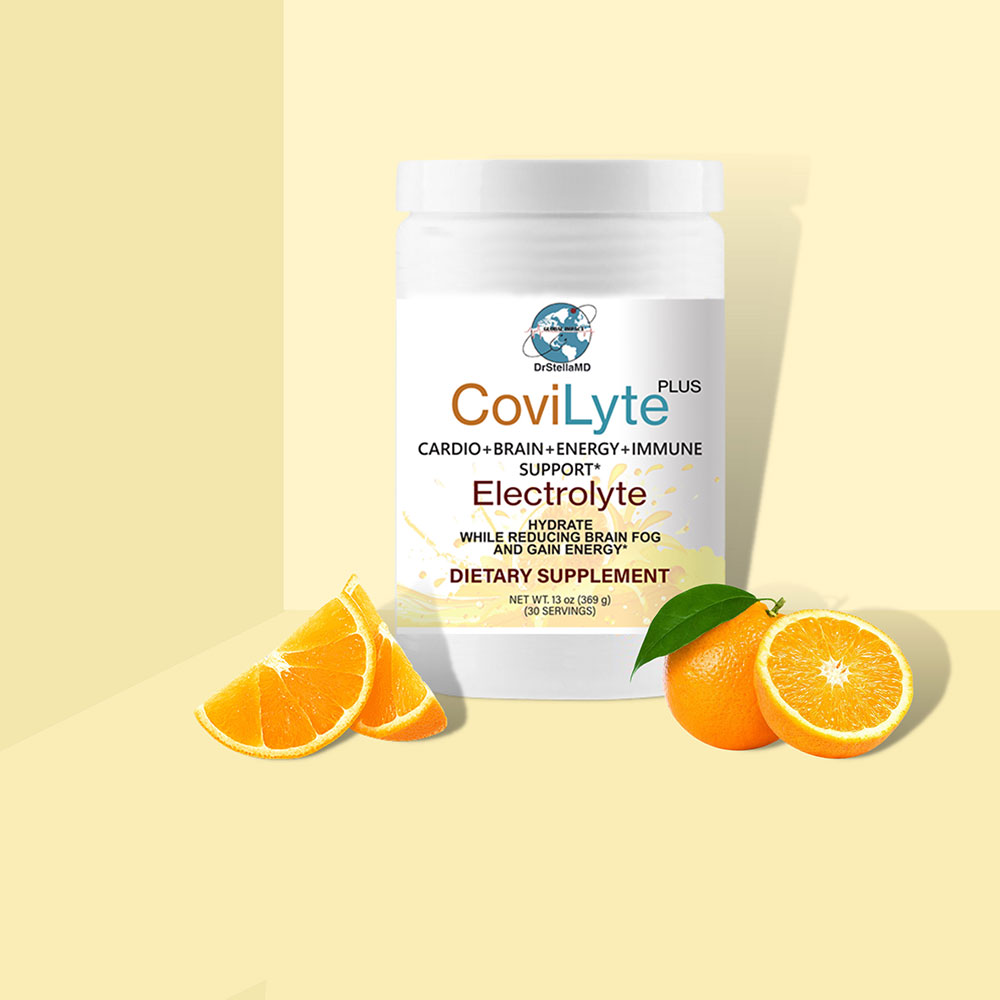 DrStellaMD
CoviLyte PLUS
CARDIO+BRAIN+ENERGY+IMMUNE
SUPPORT*
Electrolyte
HYDRATE
WHILE REDUCING BRAIN FOG
AND GAIN ENERGY*
DIETARY SUPPLEMENT
NET WT. 13 oz (369 g)
(30 SERVINGS)